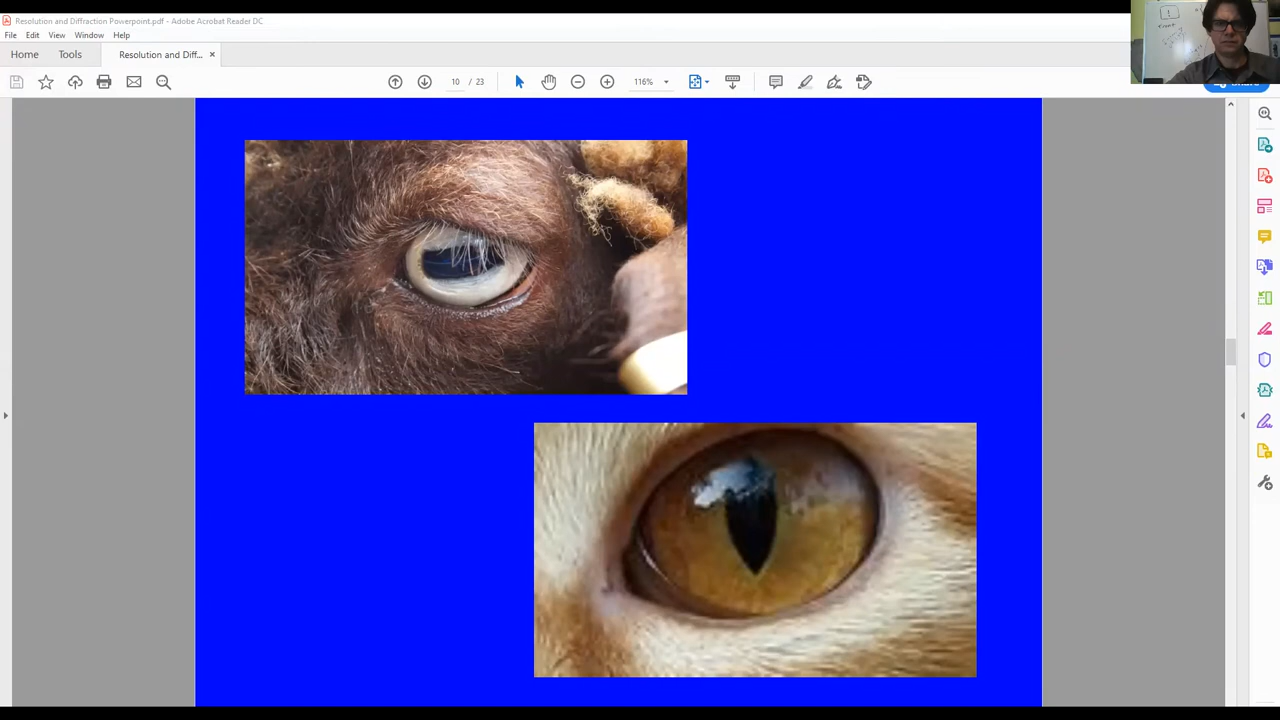 Resolution and Diffraction Powerpoint.pdf - Adobe Acrobat Reader DC
File Edit View Window Help
Home Tools Resolution and Diff... ×
10 / 23 116%